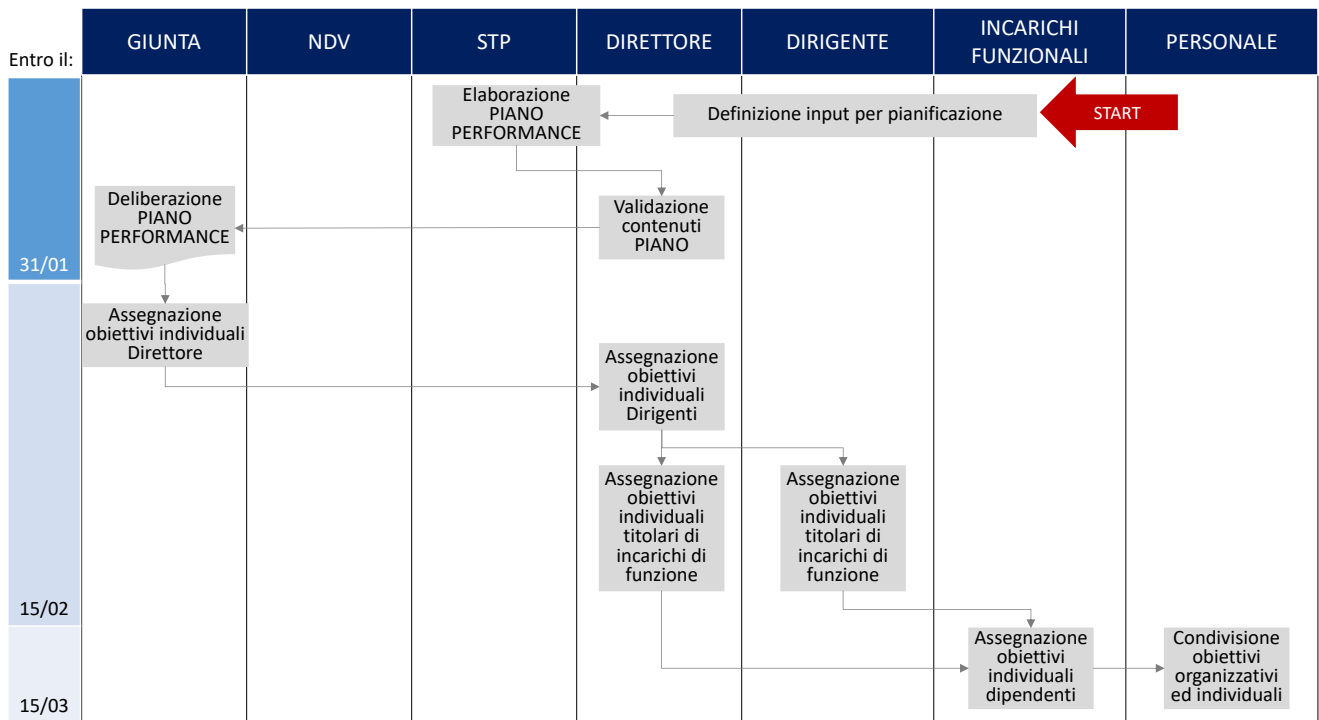 Entro il:
GIUNTA
NDV
STP
DIRETTORE
DIRIGENTE
INCARICHI
FUNZIONALI
PERSONALE
Elaborazione
PIANO
PERFORMANCE
Definizione input per pianificazione
START
Deliberazione
PIANO
PERFORMANCE
Validazione
contenuti
PIANO
31/01
Assegnazione
obiettivi individuali
Direttore
Assegnazione
obiettivi
individuali
Dirigenti
Assegnazione
obiettivi
individuali
titolari di
incarichi di
funzione
Assegnazione
obiettivi
individuali
titolari di
incarichi di
funzione
15/02
Assegnazione
obiettivi
individuali
dipendenti
Condivisione
obiettivi
organizzativi
ed individuali
15/03